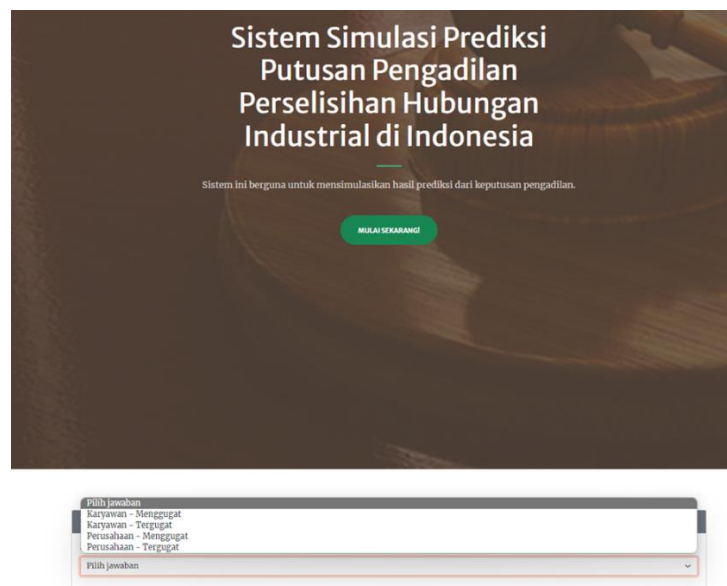 Sistem Simulasi Prediksi
Putusan Pengadilan
Perselisihan Hubungan
Industrial di Indonesia
Sistem ini berguna untuk mensimulasikan hasil prediksi dari keputusan pengadilan.
MULAI SEKARANG!
Pilih jawaban
Karyawan - Menggugat
Karyawan - Tergugat
Perusahaan - Menggugat
Perusahaan - Tergugat
Pilih jawaban